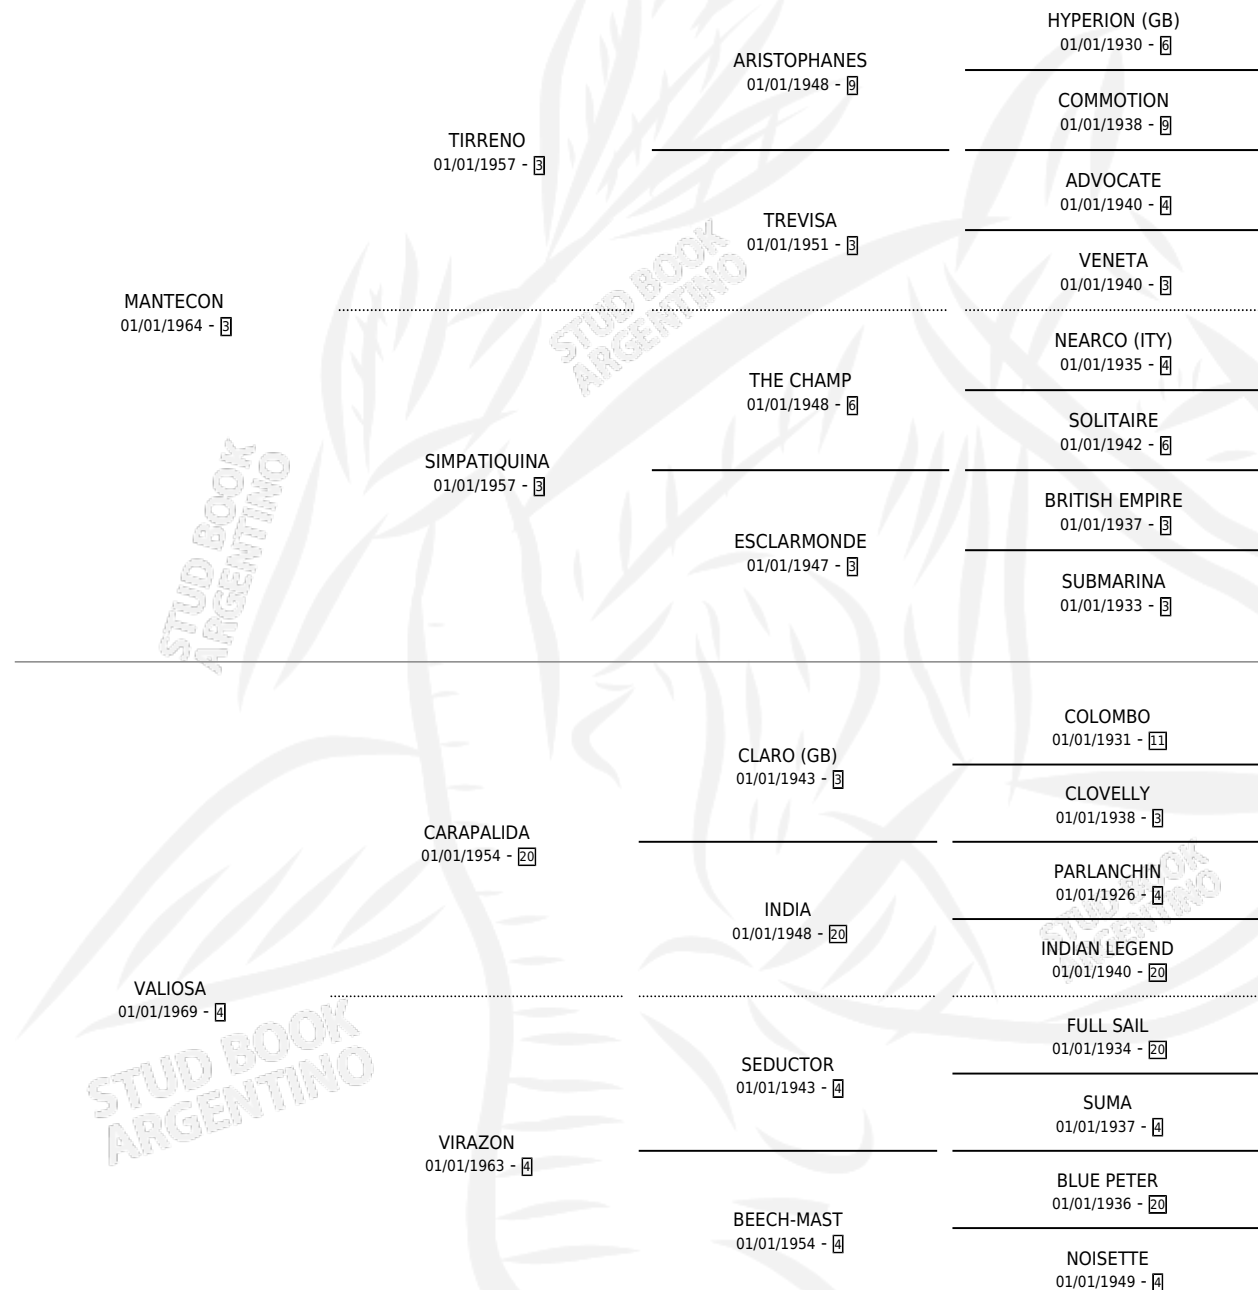 HYPERION (GB)
01/01/1930 - 6
ARISTOPHANES
01/01/1948 - 9
COMMOTION
01/01/1938 - 9
TIRRENO
01/01/1957 - 3
ADVOCATE
01/01/1940 - 4
TREVISA
01/01/1951 - 3
VENETA
01/01/1940 - 3
MANTECON
01/01/1964 - 3
NEARCO (ITY)
01/01/1935 - 4
THE CHAMP
01/01/1948 - 6
SOLITAIRE
01/01/1942 - 6
SIMPATIQUINA
01/01/1957 - 3
BRITISH EMPIRE
01/01/1937 - 3
ESCLARMONDE
01/01/1947 - 3
SUBMARINA
01/01/1933 - 3
STUD BOOK
ARGENTINO
STUD BOOK
ARGENTINO
COLOMBO
01/01/1931 - 11
CLARO (GB)
01/01/1943 - 3
CLOVELLY
01/01/1938 - 3
CARAPALIDA
01/01/1954 - 20
PARLANCHIN
01/01/1926 - 4
INDIA
01/01/1948 - 20
INDIAN LEGEND
01/01/1940 - 20
STUD BOOK
ARGENTINO
VALIOSA
01/01/1969 - 4
FULL SAIL
01/01/1934 - 20
SEDUCTOR
01/01/1943 - 4
SUMA
01/01/1937 - 4
STUD BOOK
ARGENTINO
VIRAZON
01/01/1963 - 4
BLUE PETER
01/01/1936 - 20
BEECH-MAST
01/01/1954 - 4
NOISETTE
01/01/1949 - 4